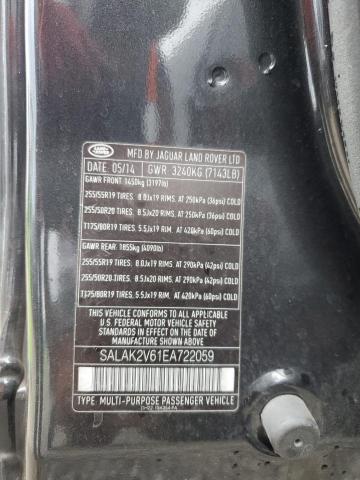 LAND ROVER
MFD BY JAGUAR LAND ROVER LTD
DATE: 05/14 GWR 3240KG (7143LB)
GAWR FRONT: 1450kg (3197lb)
255/55R19 TIRES. 8.0Jx19 RIMS. AT 250kPa (36psi) COLD
255/50R20 TIRES. 8.5Jx20 RIMS. AT 250kPa (36psi) COLD
T175/80R19 TIRES. 5.5Jx19 RIM. AT 420kPa (60psi) COLD
GAWR REAR: 1855kg (4090lb)
255/55R19 TIRES. 8.0Jx19 RIMS. AT 290kPa (42psi) COLD
255/50R20 TIRES. 8.5Jx20 RIMS. AT 290kPa (42psi) COLD
T175/80R19 TIRES. 5.5Jx19 RIM. AT 420kPa (60psi) COLD
THIS VEHICLE CONFORMS TO ALL APPLICABLE
U.S. FEDERAL MOTOR VEHICLE SAFETY
STANDARDS IN EFFECT ON THE DATE OF
MANUFACTURE SHOWN ABOVE.
SALAK2V61EA722059
TYPE: MULTI-PURPOSE PASSENGER VEHICLE